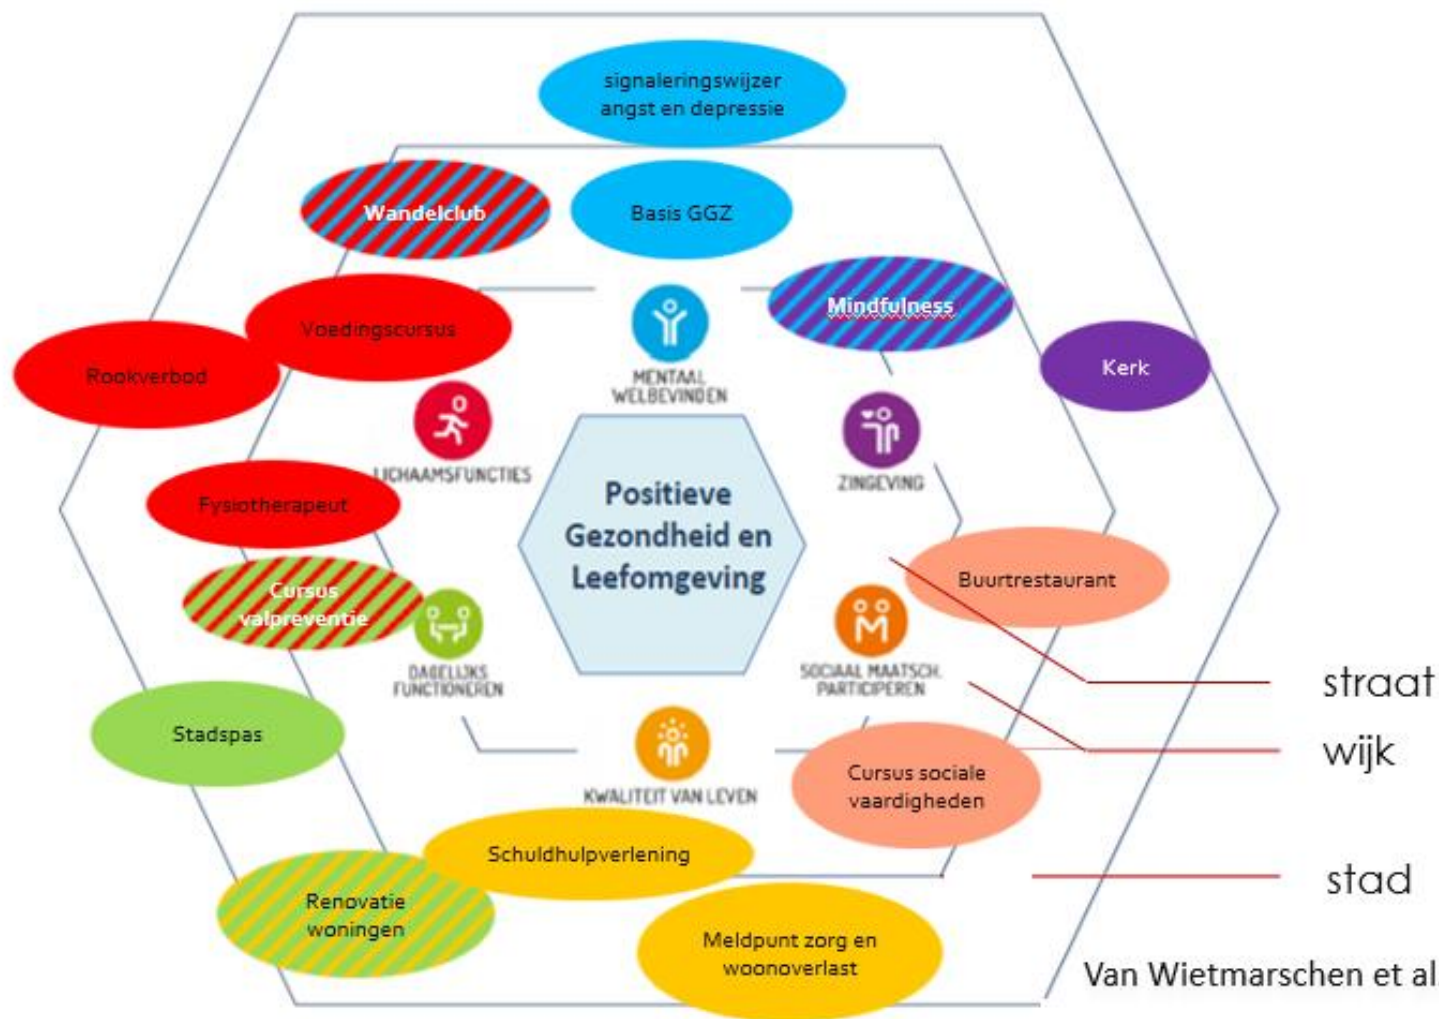 signaleringswijzer
angst en depressie
Wandelclub
Basis GGZ
Mindfulness
Voedingscursus
Rookverbod
Kerk
MENTAAL
WELBEVINDEN
LICHAAMSFUNCTIES
ZINGEVING
Positieve
Gezondheid en
Leefomgeving
Fysiotherapeut
Cursus
valpreventie
Buurtrestaurant
DAGELIJKS
FUNCTIONEREN
SOCIAAL MAATSCH.
PARTICIPEREN
straat
Stadspas
wijk
KWALITEIT VAN LEVEN
Cursus sociale
vaardigheden
Schuldhulpverlening
stad
Renovatie
woningen
Meldpunt zorg en
woonoverlast
Van Wietmarschen et al